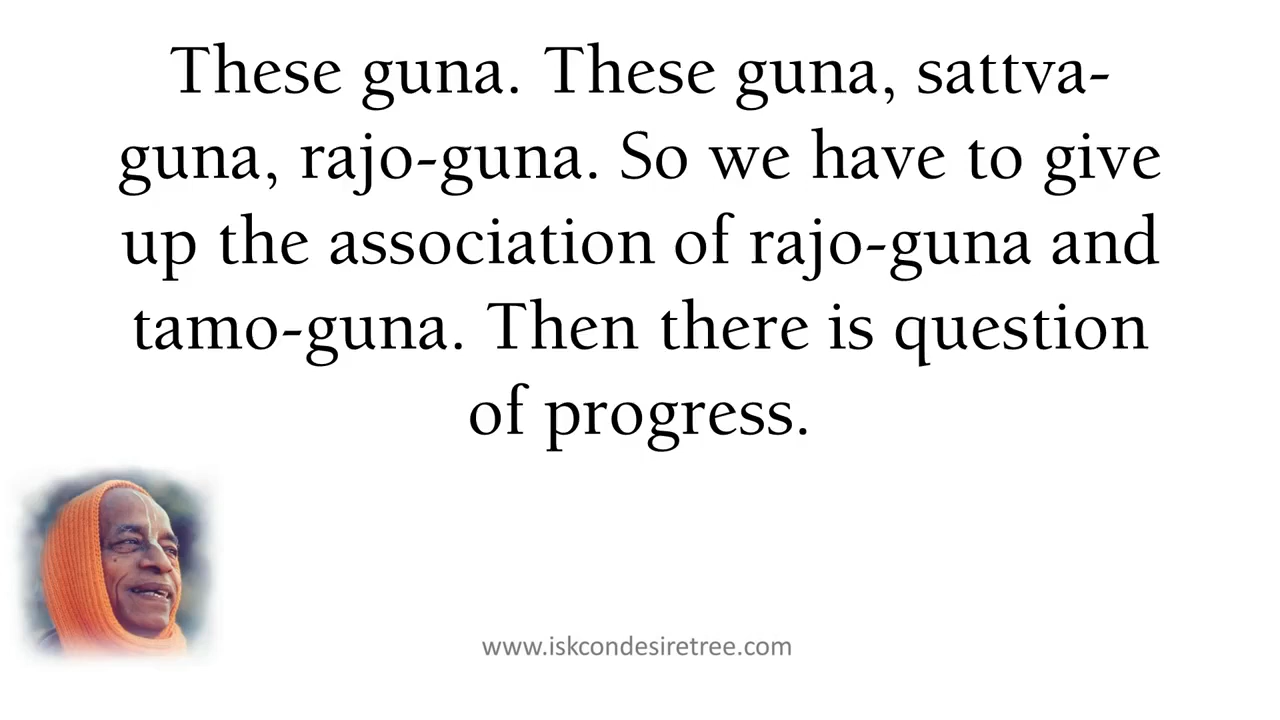 These guna. These guna, sattva-
guna, rajo-guna. So we have to give
up the association of rajo-guna and
tamo-guna. Then there is question
of progress.
www.iskcondesiretree.com